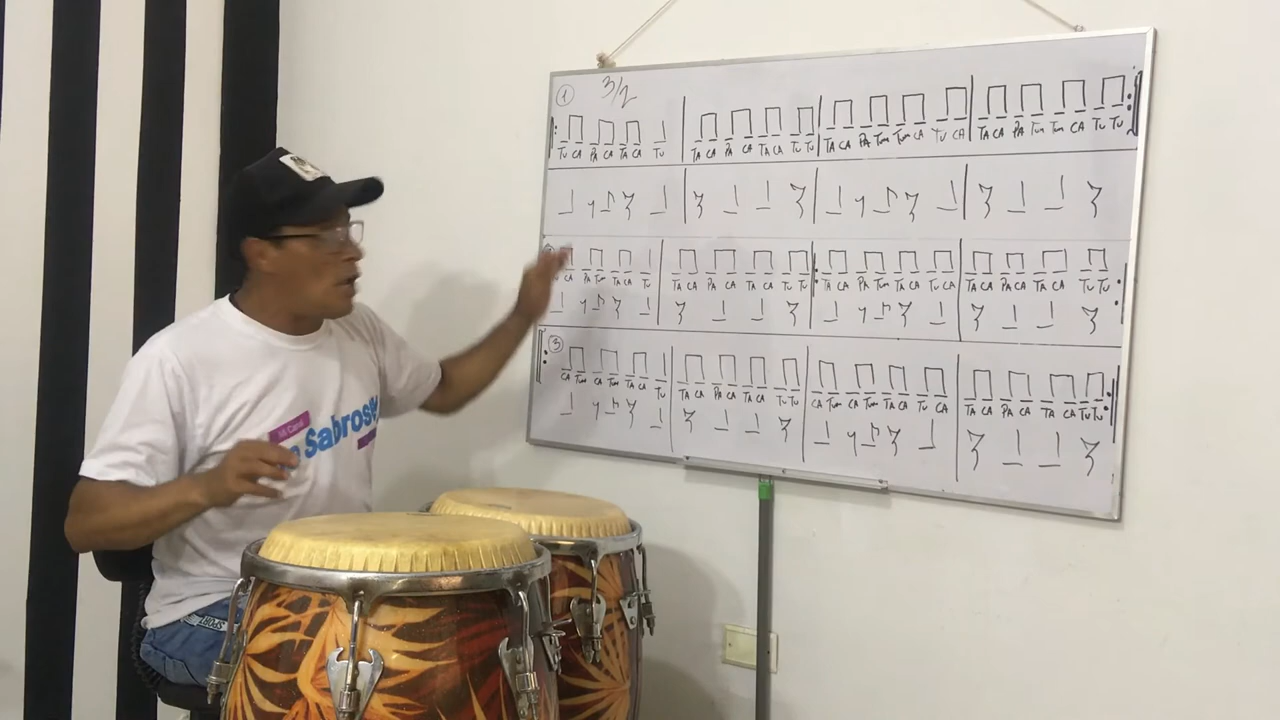 1 3/2
TU CA PA CA TA CA TU TA CA PA CA TA CA TU TU TA CA PA TUM TUM CA TU CA TA CA PA TUM TUM CA TU TU
CA PA TUM TA CA TU TA CA PA CA TA CA TU TU TA CA PA TUM TA CA TU CA TA CA PA CA TA CA TU TU
3
CA TUM CA TUM TA CA TU TA CA PA CA TA CA TU TU CA TUM CA TUM TA CA TU CA TA CA PA CA TA CA TU TU
Mi Canal
Sabros
SPORT